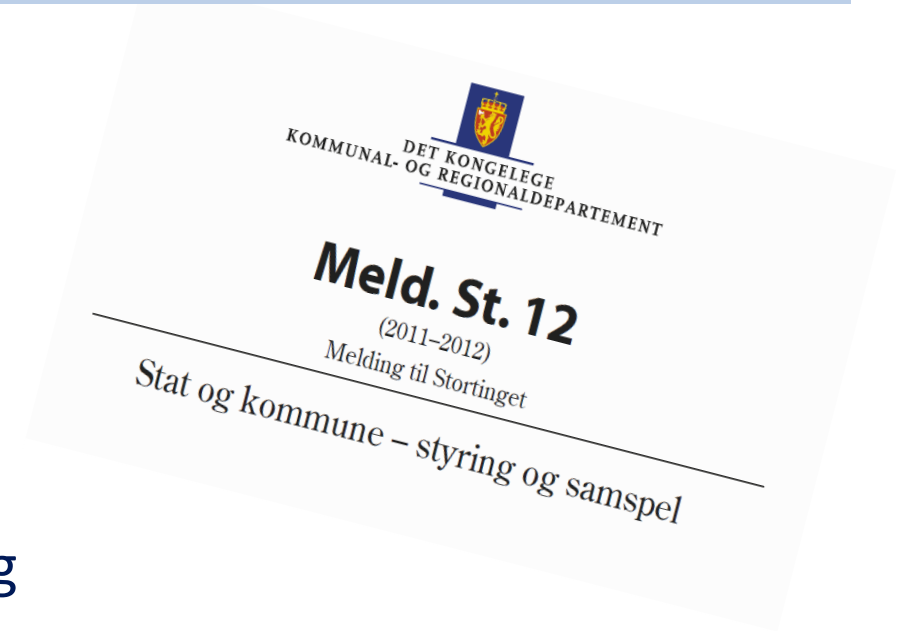 DET KONGELEGE
KOMMUNAL- OG REGIONALDEPARTEMENT
Meld. St. 12
(2011–2012)
Melding til Stortinget
Stat og kommune – styring og samspel
g